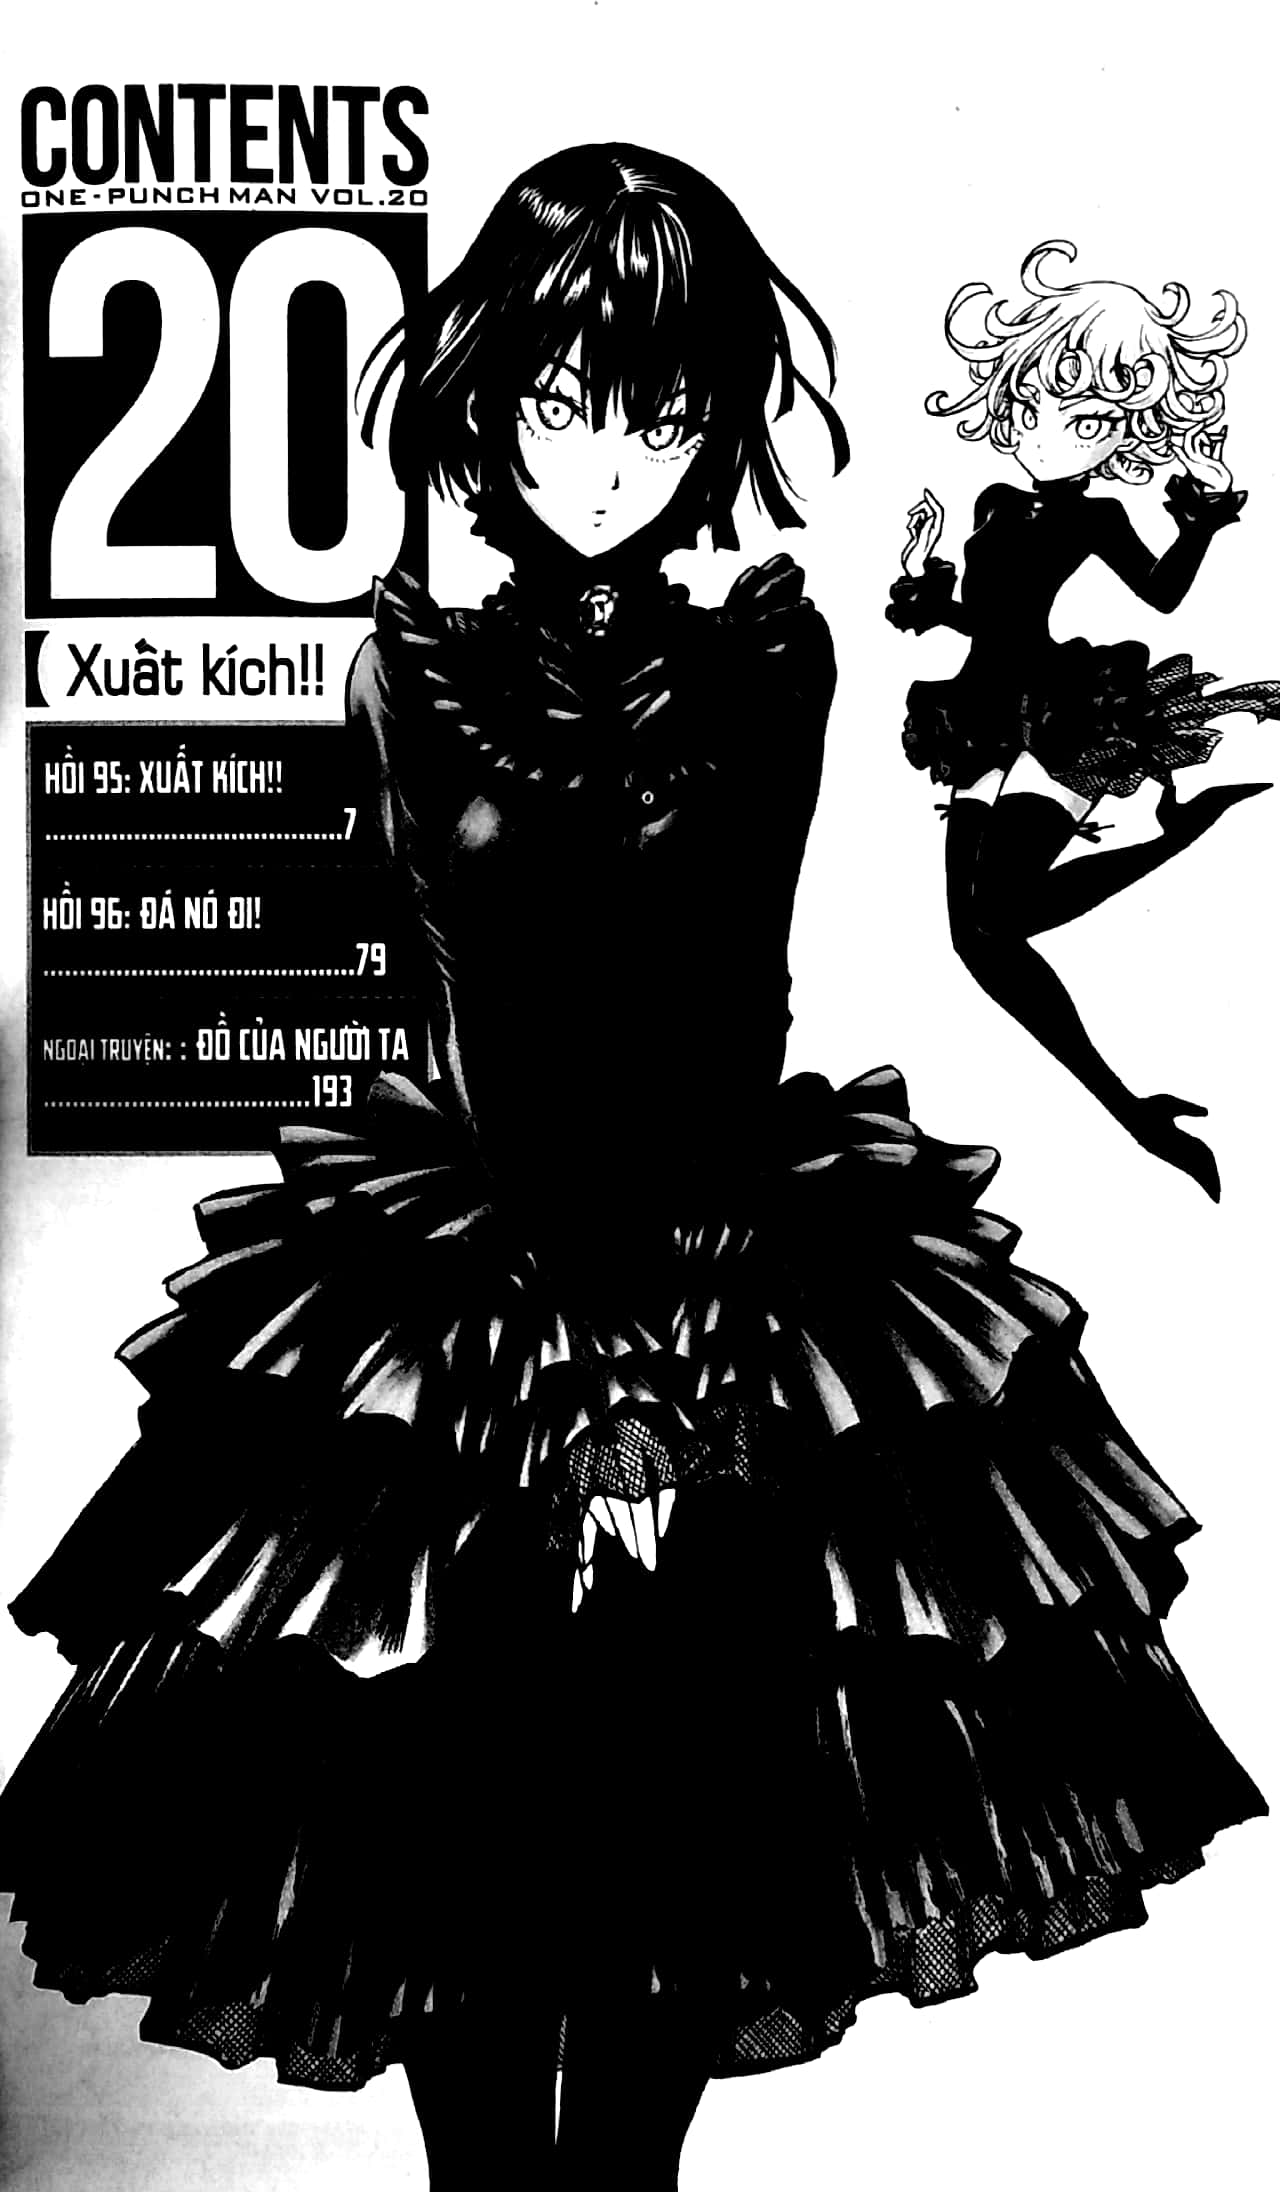 CONTENTS
ONE-PUNCH MAN VOL.20
20
Xuất kích!!
HỒI 95: XUẤT KÍCH!!
......................................7
HỒI 96: ĐÁ NÓ ĐI!
........................................79
NGOẠI TRUYỆN: : ĐỒ CỦA NGƯỜI TA
..................................193